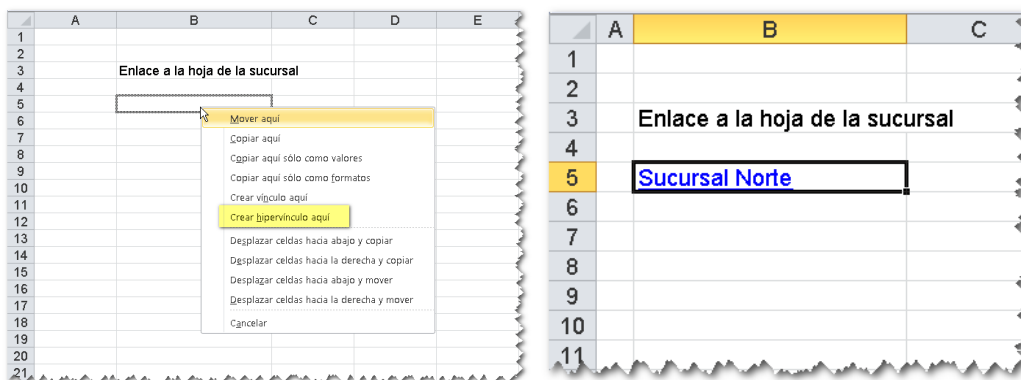 A B C D E
1
2
3 Enlace a la hoja de la sucursal
4
5
6
7
8
9
10
11
12
13
14
15
16
17
18
19
20
21
Mover aquí
Copiar aquí
Copiar aquí sólo como valores
Copiar aquí sólo como formatos
Crear vínculo aquí
Crear hipervínculo aquí
Desplazar celdas hacia abajo y copiar
Desplazar celdas hacia la derecha y copiar
Desplazar celdas hacia abajo y mover
Desplazar celdas hacia la derecha y mover
Cancelar
A B C
1
2
3 Enlace a la hoja de la sucursal
4
5 Sucursal Norte
6
7
8
9
10
11